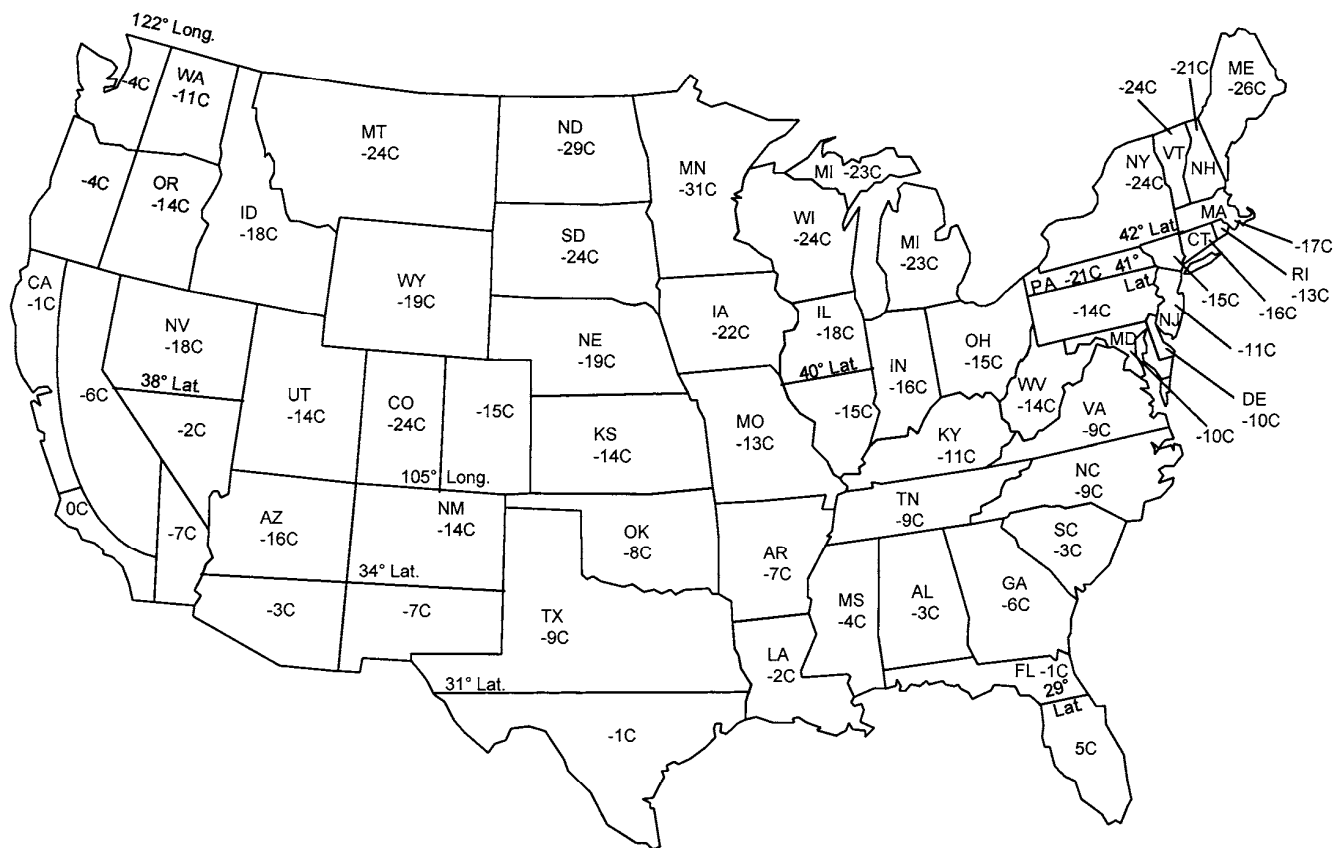 122° Long.
-4C
WA
-11C
MT
-24C
ND
-29C
MN
-31C
MI -23C
-24C
-21C
ME
-26C
VT
NH
NY
-24C
-4C
OR
-14C
ID
-18C
SD
-24C
WI
-24C
MI
-23C
MA
42° Lat.
CT
-17C
RI
-13C
CA
-1C
WY
-19C
PA -21C 41°
Lat.
-14C
-15C
-16C
NV
-18C
38° Lat.
NE
-19C
IA
-22C
IL
-18C
40° Lat
IN
-16C
OH
-15C
NJ
-11C
MD
DE
-10C
-10C
-6C
-2C
UT
-14C
CO
-24C
-15C
105° Long.
KS
-14C
MO
-13C
-15C
WV
-14C
VA
-9C
KY
-11C
0C
-7C
AZ
-16C
NM
-14C
34° Lat.
OK
-8C
AR
-7C
TN
-9C
NC
-9C
SC
-3C
-3C
-7C
TX
-9C
31° Lat.
-1C
LA
-2C
MS
-4C
AL
-3C
GA
-6C
FL -1C
29°
Lat
5C